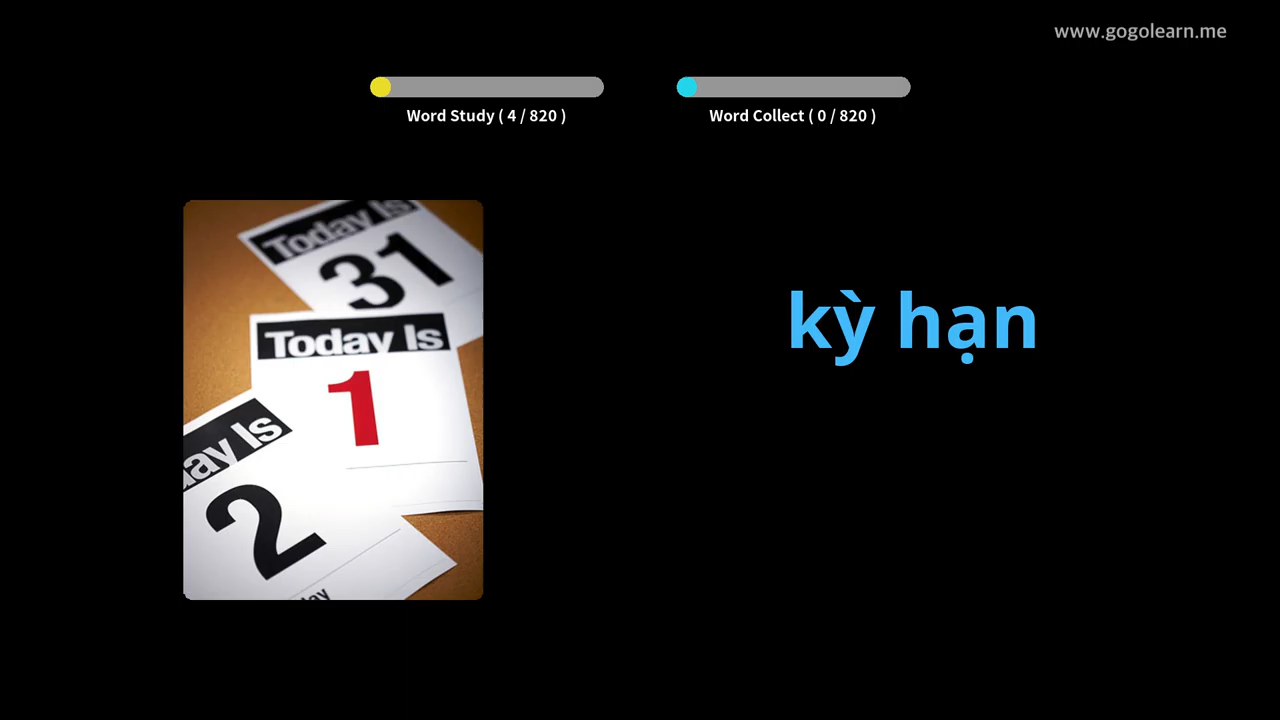 www.gogolearn.me
Word Study ( 4 / 820 )
Word Collect ( 0 / 820 )
Today Is
31
Today Is
1
ay Is
2
kỳ hạn